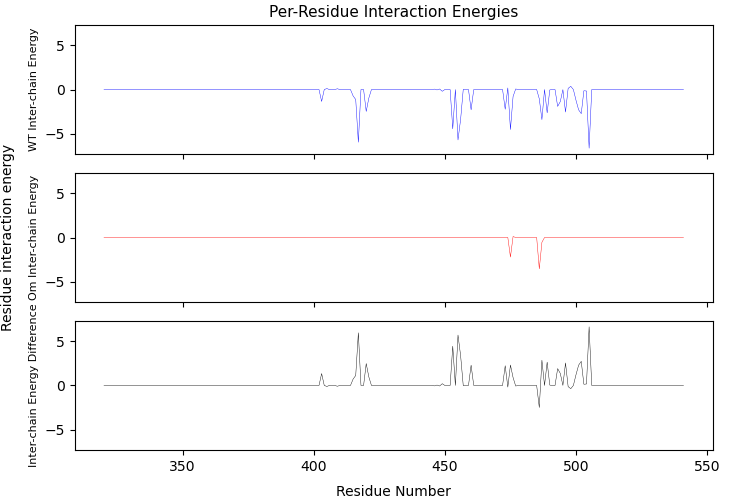 Per-Residue Interaction Energies
WT Inter-chain Energy
5
0
−5
Residue interaction energy
Om Inter-chain Energy
5
0
−5
Inter-chain Energy Difference
5
0
−5
350
400
450
500
550
Residue Number